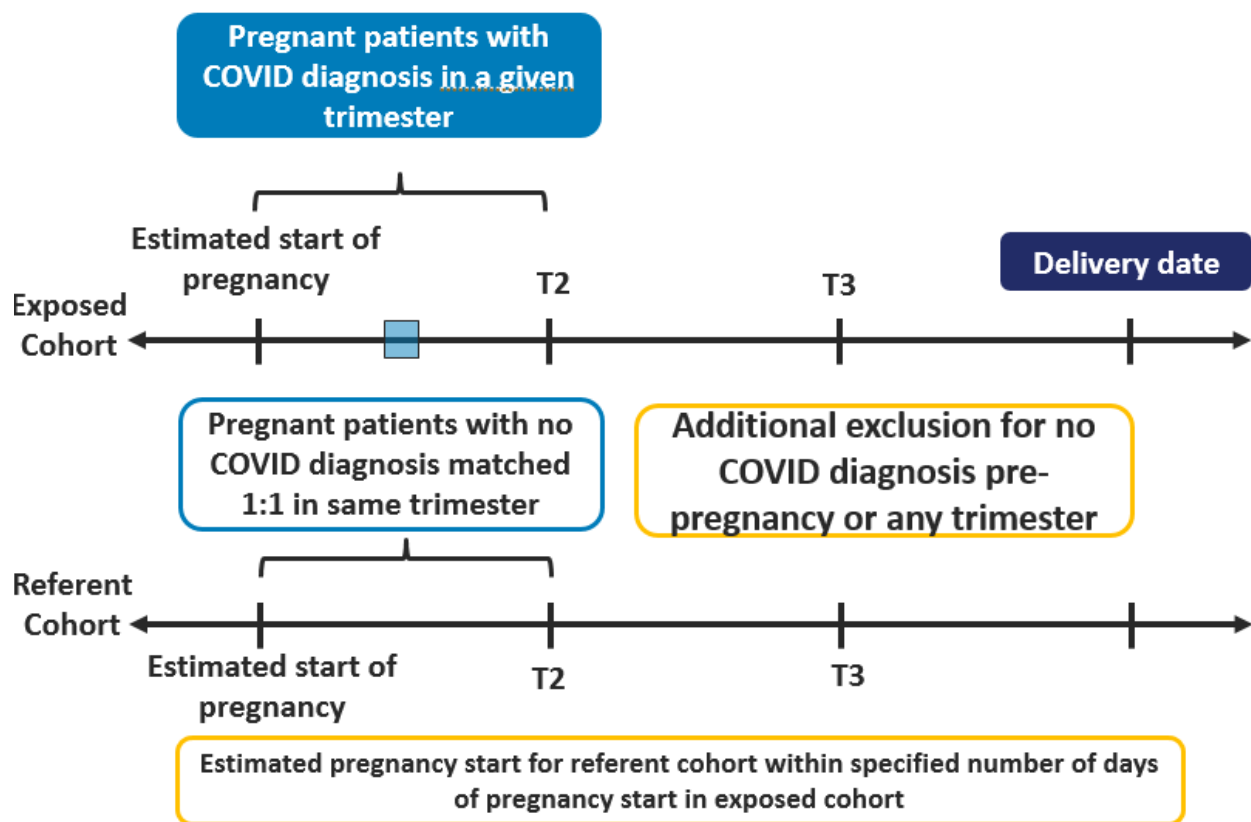 Pregnant patients with
COVID diagnosis in a given
trimester
Estimated start of
pregnancy
T2
T3
Delivery date
Exposed
Cohort
Pregnant patients with no
COVID diagnosis matched
1:1 in same trimester
Additional exclusion for no
COVID diagnosis pre-
pregnancy or any trimester
Referent
Cohort
Estimated start of
pregnancy
T2
T3
Estimated pregnancy start for referent cohort within specified number of days
of pregnancy start in exposed cohort